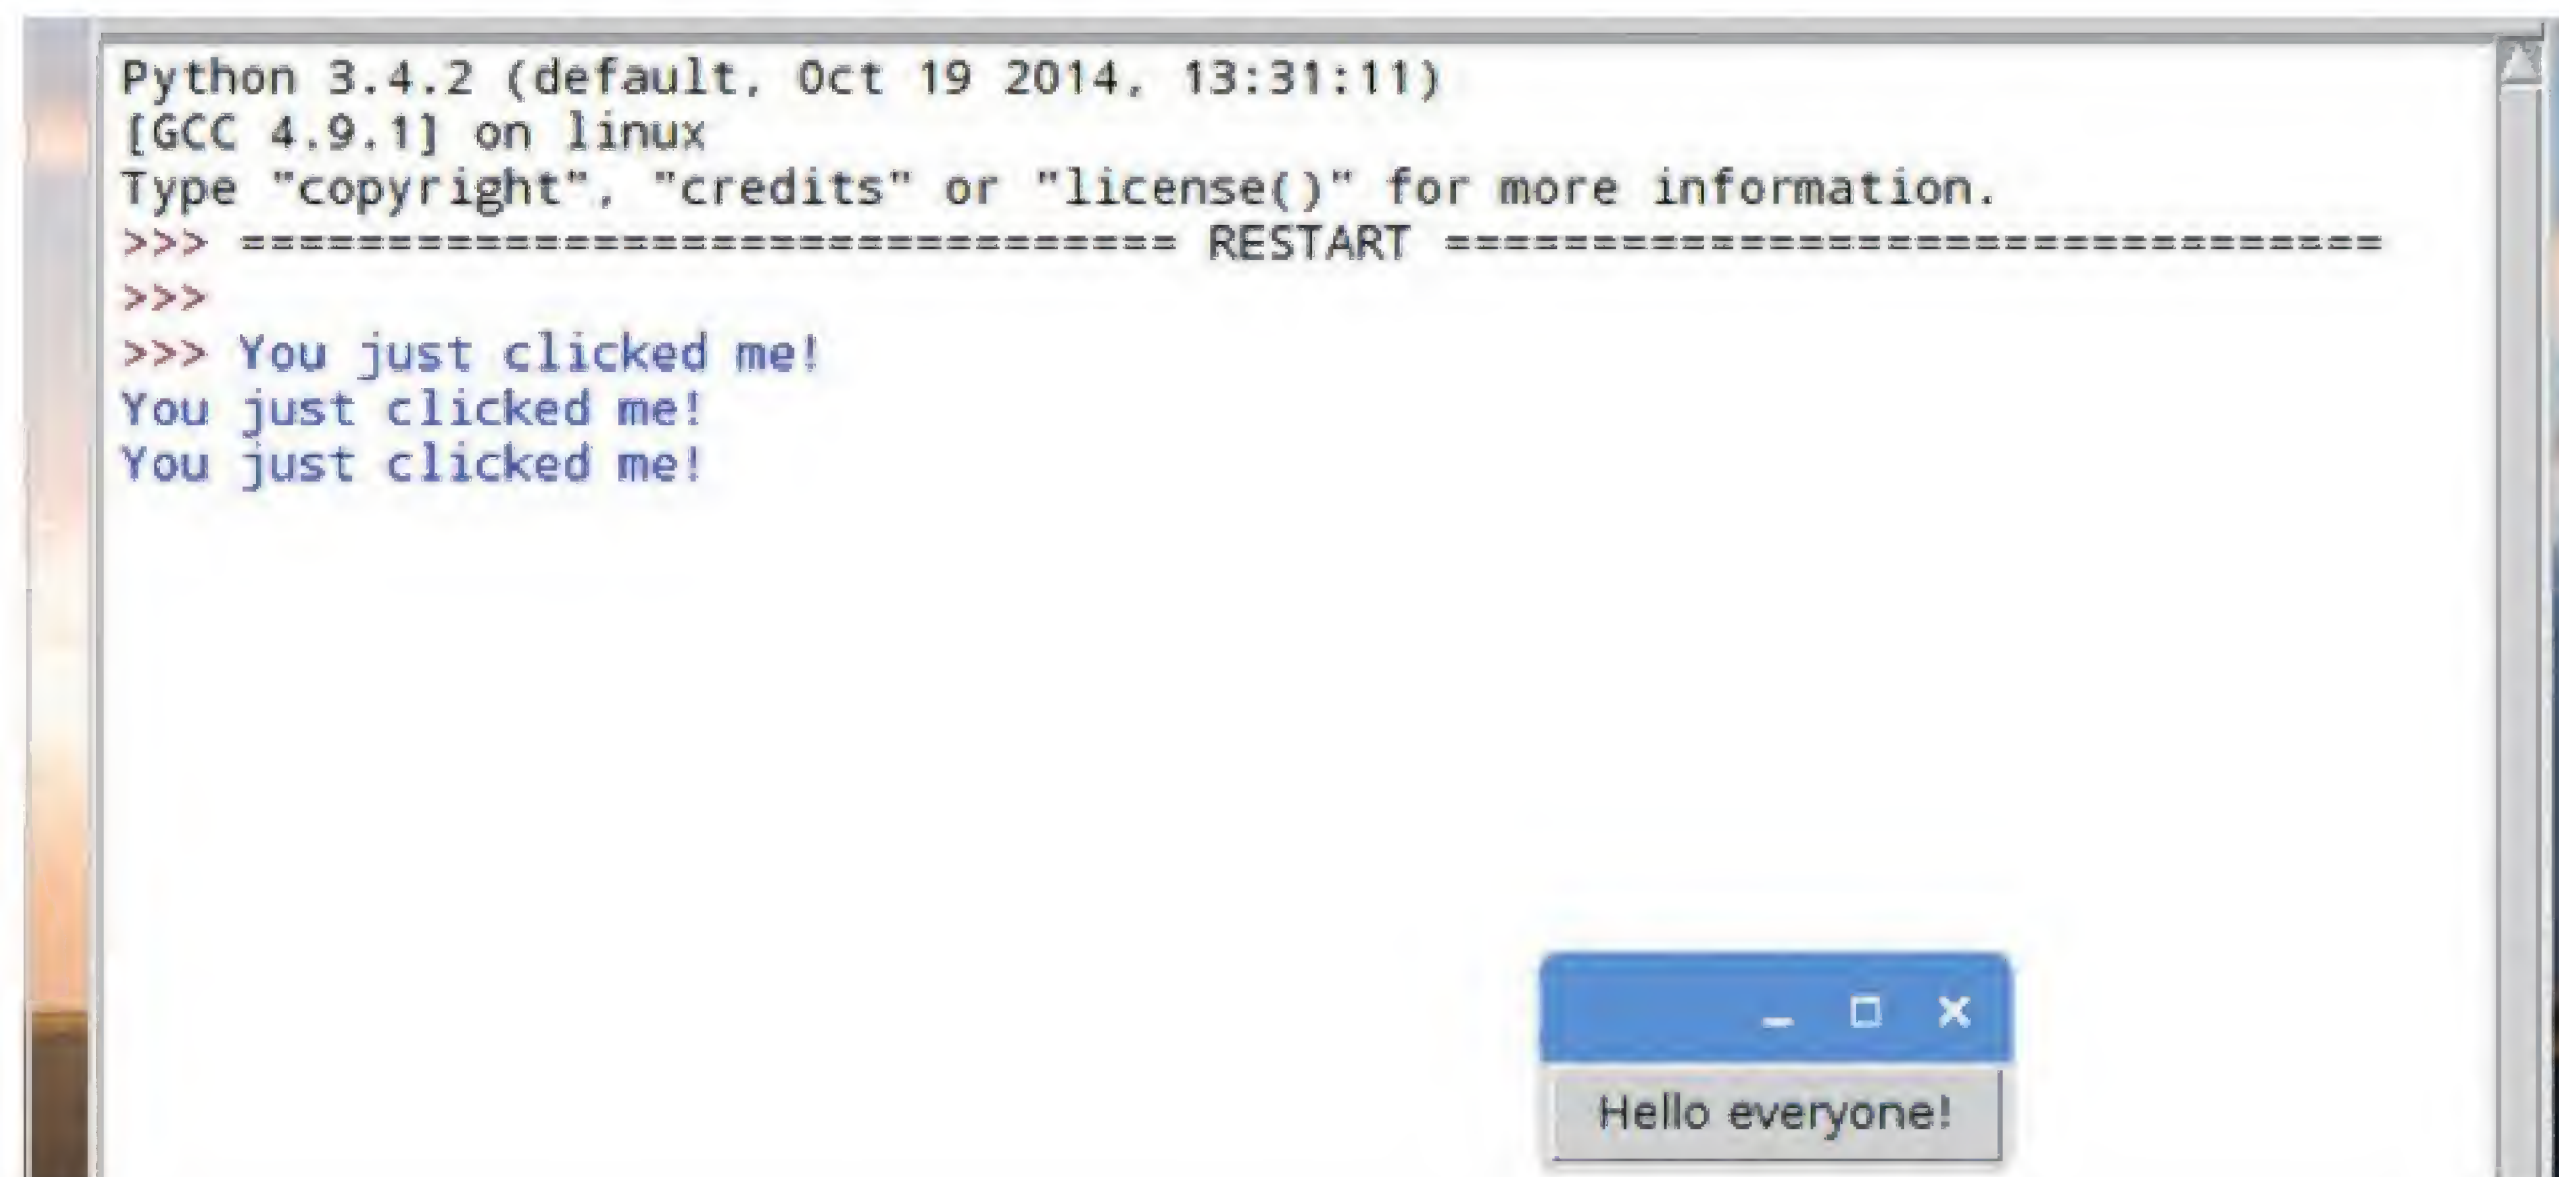 Python 3.4.2 (default, Oct 19 2014, 13:31:11)
[GCC 4.9.1] on linux
Type "copyright", "credits" or "license()" for more information.
>>> ================================ RESTART ================================
>>>
>>> You just clicked me!
You just clicked me!
You just clicked me!
Hello everyone!